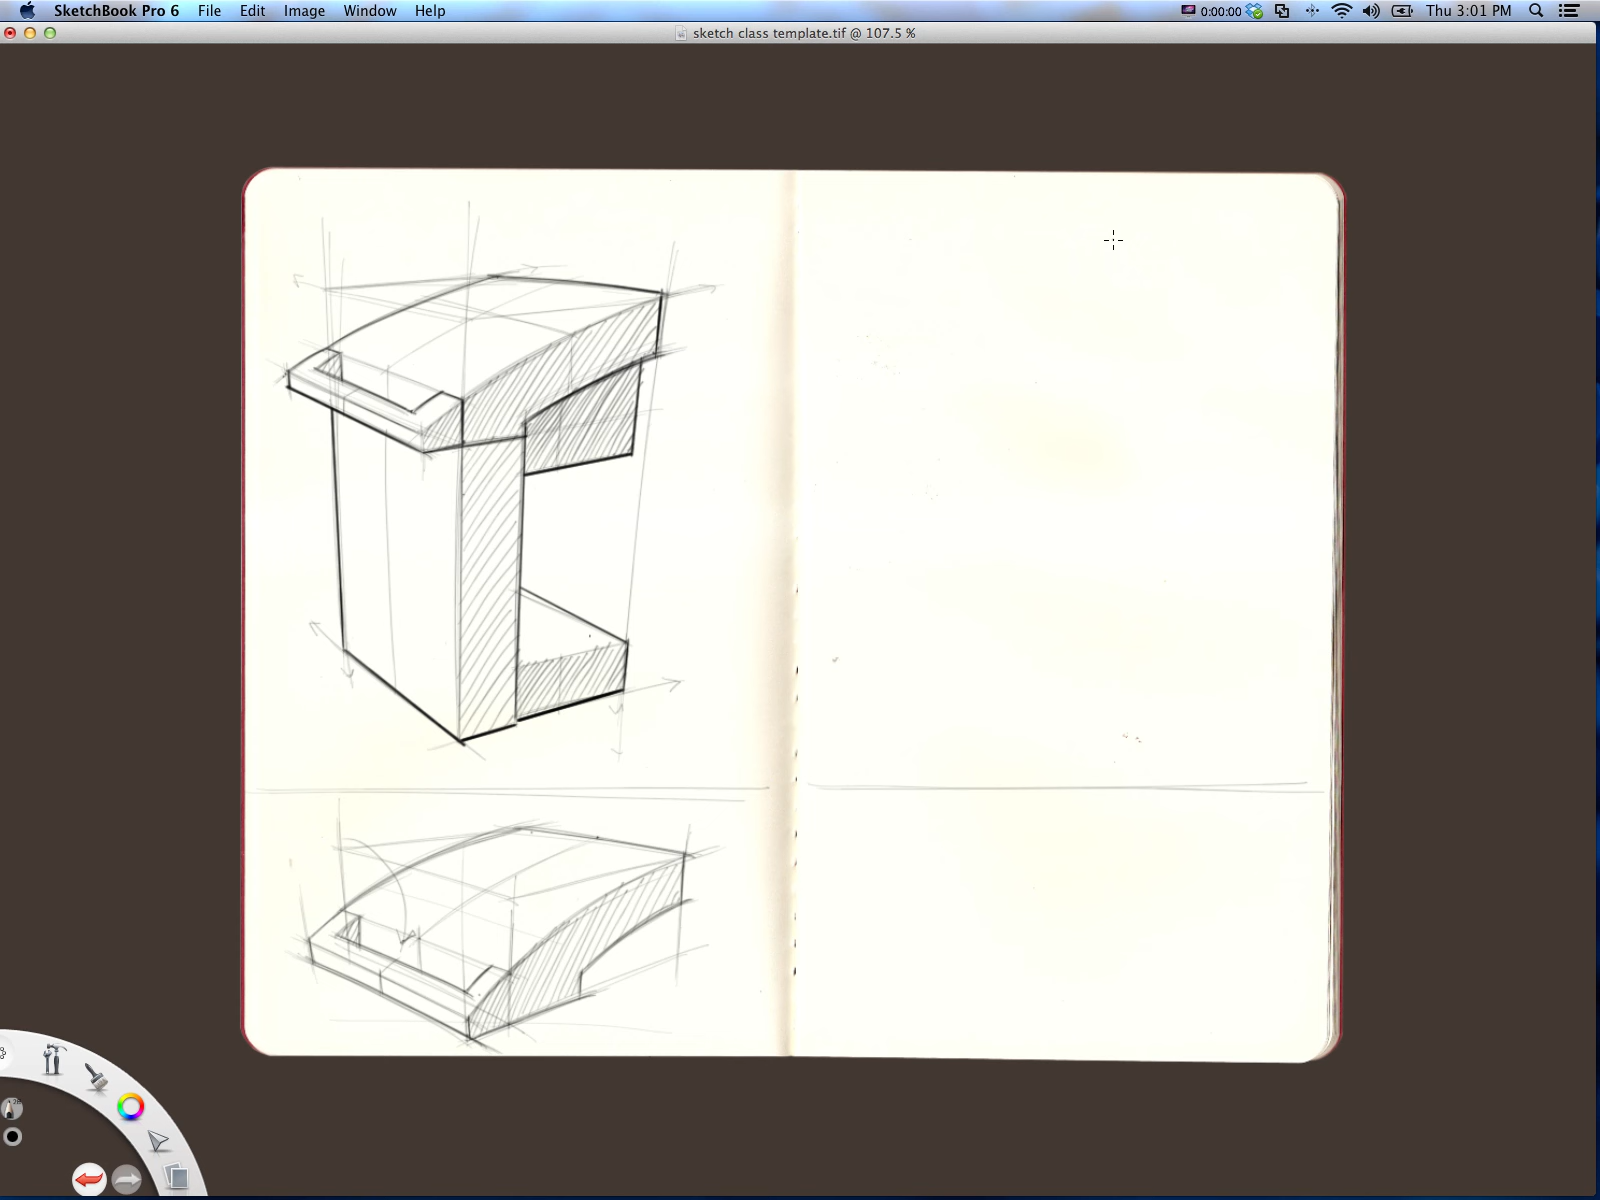 SketchBook Pro 6 File Edit Image Window Help 0:00:00 Thu 3:01 PM
sketch class template.tif @ 107.5 %